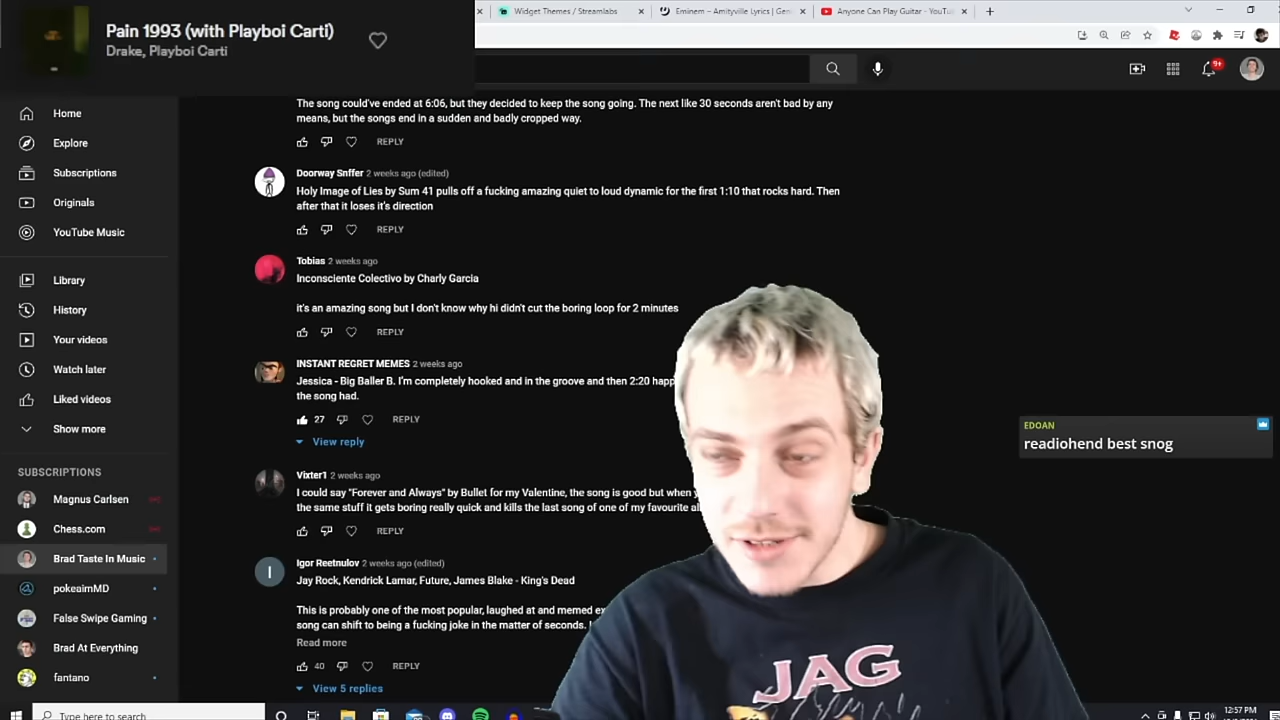 Pain 1993 (with Playboi Carti)
Drake, Playboi Carti
Widget Themes / Streamlabs
Eminem – Amityville Lyrics | Geni
Anyone Can Play Guitar - YouTu
9+
Home
Explore
Subscriptions
Originals
YouTube Music
Library
History
Your videos
Watch later
Liked videos
Show more
SUBSCRIPTIONS
Magnus Carlsen
Chess.com
Brad Taste In Music
pokeaimMD
False Swipe Gaming
Brad At Everything
fantano
The song could've ended at 6:06, but they decided to keep the song going. The next like 30 seconds aren't bad by any
means, but the songs end in a sudden and badly cropped way.
REPLY
Doorway Snffer 2 weeks ago (edited)
Holy Image of Lies by Sum 41 pulls off a fucking amazing quiet to loud dynamic for the first 1:10 that rocks hard. Then
after that it loses it's direction
REPLY
Tobias 2 weeks ago
Inconsciente Colectivo by Charly Garcia
it's an amazing song but I don't know why hi didn't cut the boring loop for 2 minutes
REPLY
INSTANT REGRET MEMES 2 weeks ago
Jessica - Big Baller B. I'm completely hooked and in the groove and then 2:20 happ
the song had.
27 REPLY
View reply
Vixter1 2 weeks ago
I could say "Forever and Always" by Bullet for my Valentine, the song is good but when
the same stuff it gets boring really quick and kills the last song of one of my favourite al
REPLY
I
Igor Reetnulov 2 weeks ago (edited)
Jay Rock, Kendrick Lamar, Future, James Blake - King's Dead
This is probably one of the most popular, laughed at and memed
song can shift to being a fucking joke in the matter of seconds.
Read more
40 REPLY
View 5 replies
EDOAN
readiohend best snog
JAG
Type here to search
12:57 PM